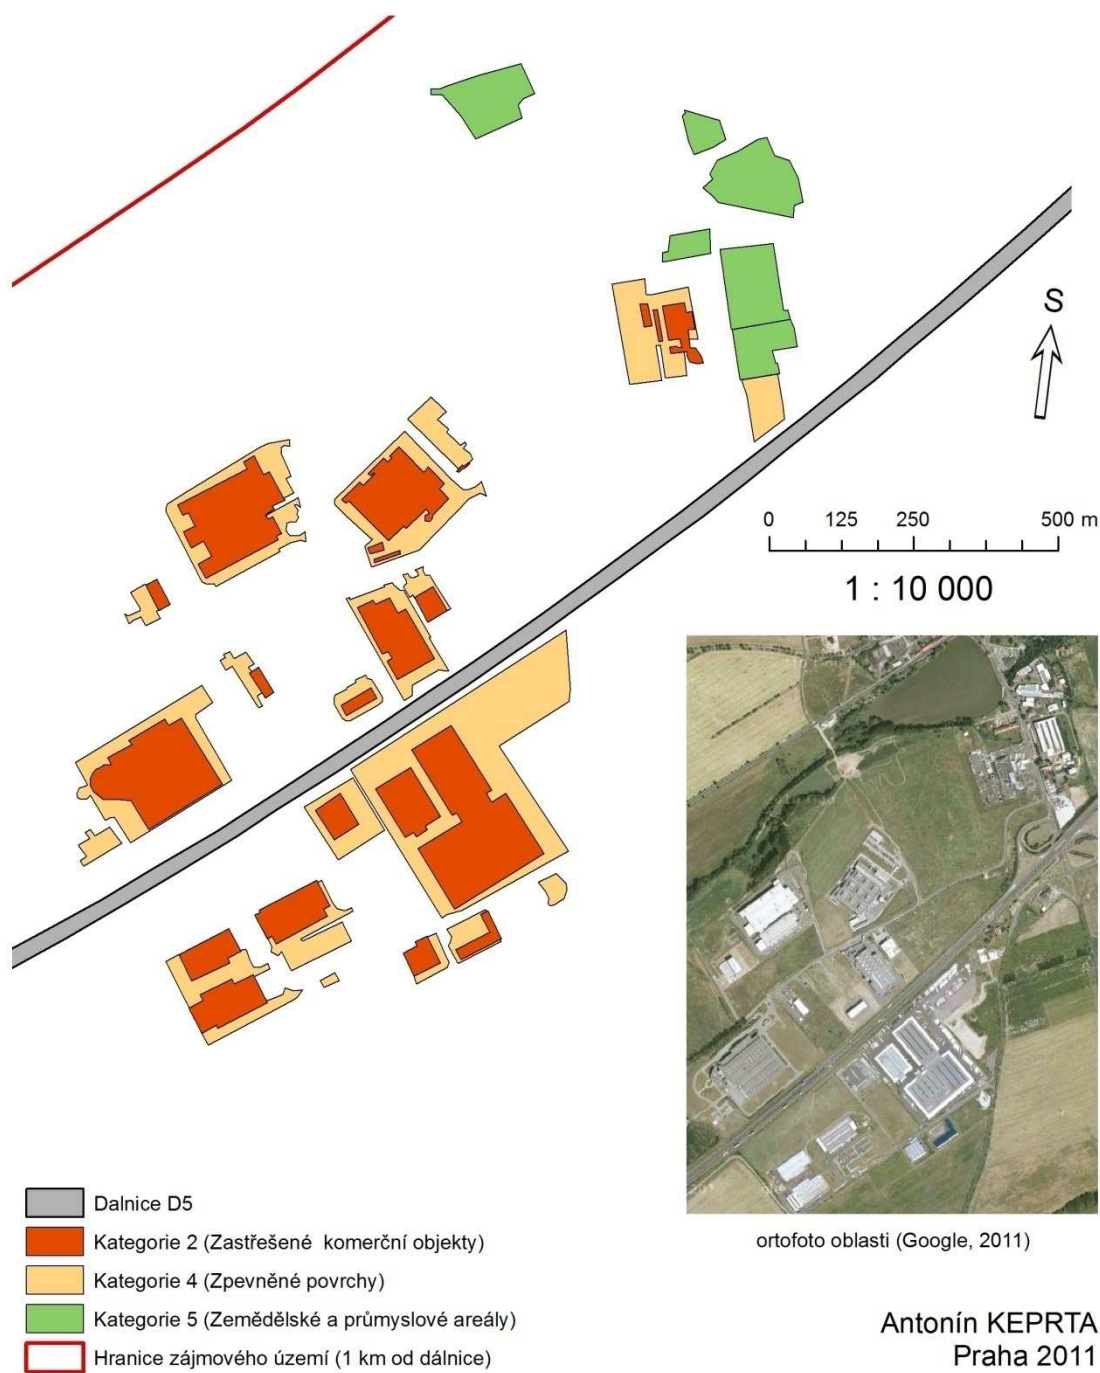 S
0 125 250 500 m
1 : 10 000
ortofoto oblasti (Google, 2011)
Dalnice D5
Kategorie 2 (Zastřešené komerční objekty)
Kategorie 4 (Zpevněné povrchy)
Kategorie 5 (Zemědělské a průmyslové areály)
Hranice zájmového území (1 km od dálnice)
Antonín KEPRTA
Praha 2011